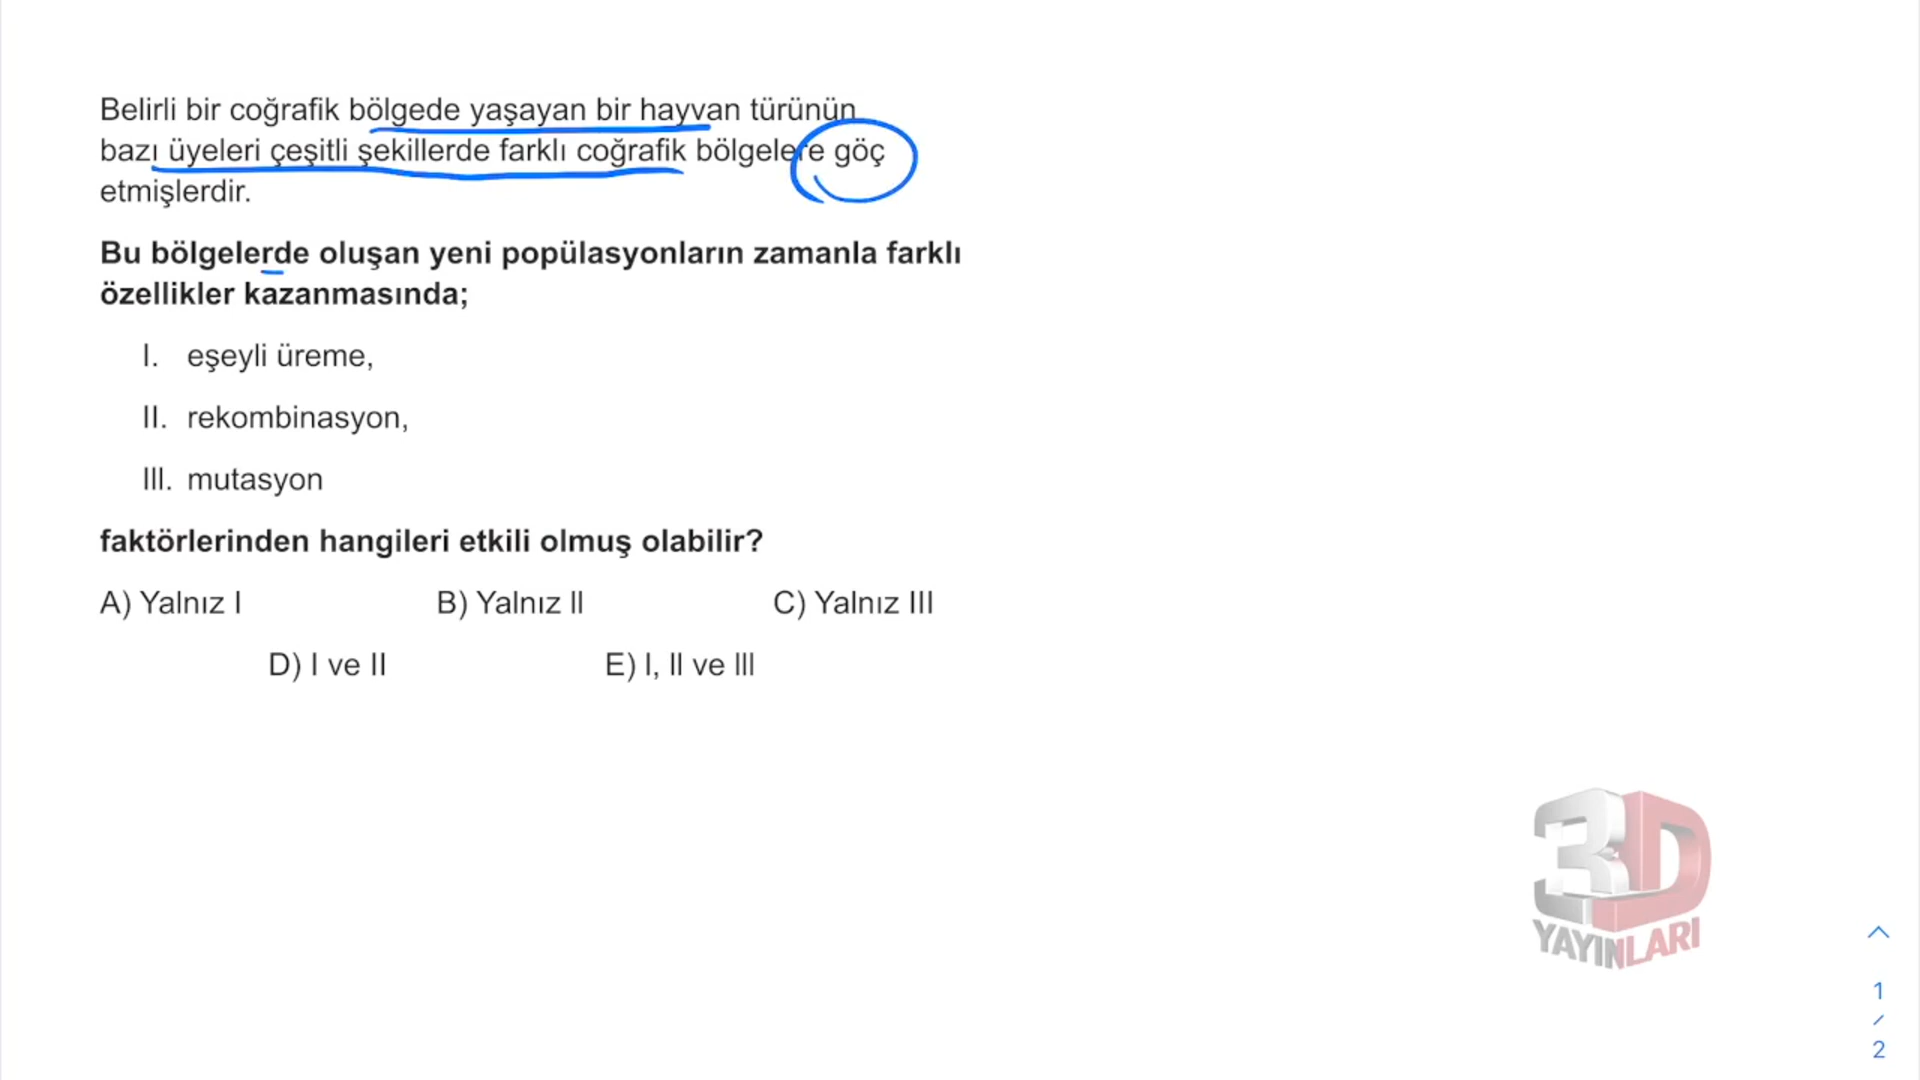 Belirli bir coğrafik bölgede yaşayan bir hayvan türünün
bazı üyeleri çeşitli şekillerde farklı coğrafik bölgelere göç
etmişlerdir.
Bu bölgelerde oluşan yeni popülasyonların zamanla farklı
özellikler kazanmasında;
I. eşeyli üreme,
II. rekombinasyon,
III. mutasyon
faktörlerinden hangileri etkili olmuş olabilir?
A) Yalnız I B) Yalnız II C) Yalnız III
D) I ve II E) I, II ve III
3D
YAYINLARI
1
/
2